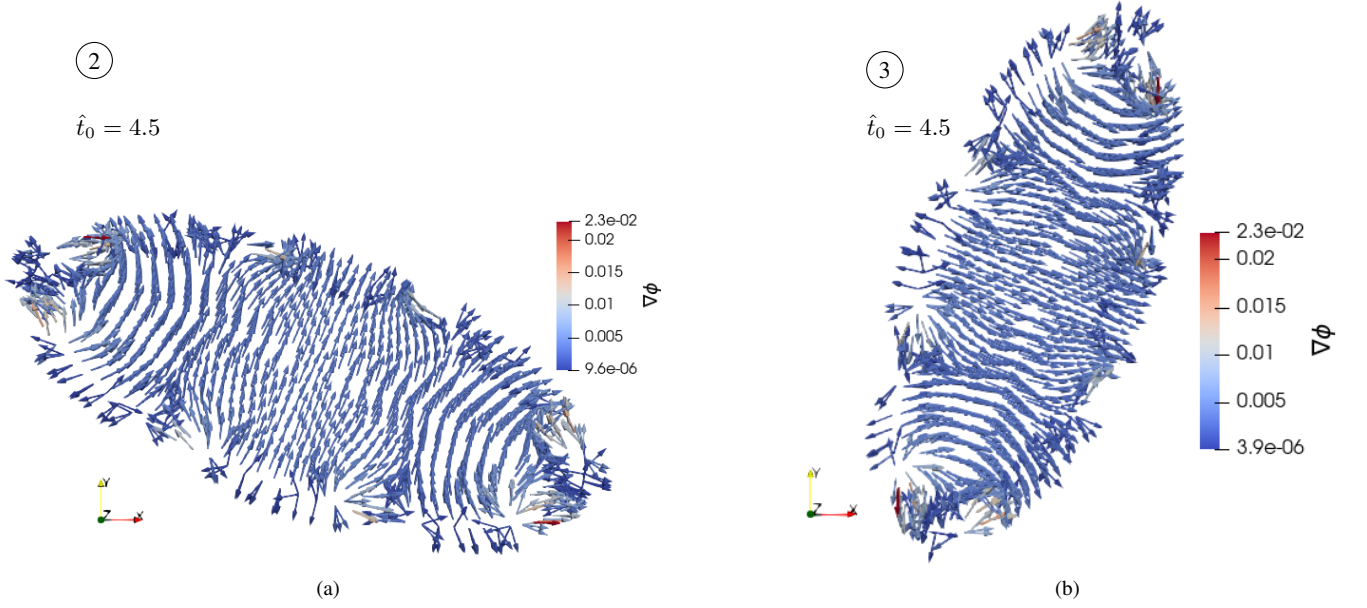 2
t̂₀ = 4.5
2.3e-02
0.02
0.015
0.01
0.005
9.6e-06
∇ϕ
Y
Z
X
(a)
3
t̂₀ = 4.5
2.3e-02
0.02
0.015
0.01
0.005
3.9e-06
∇ϕ
Y
Z
X
(b)